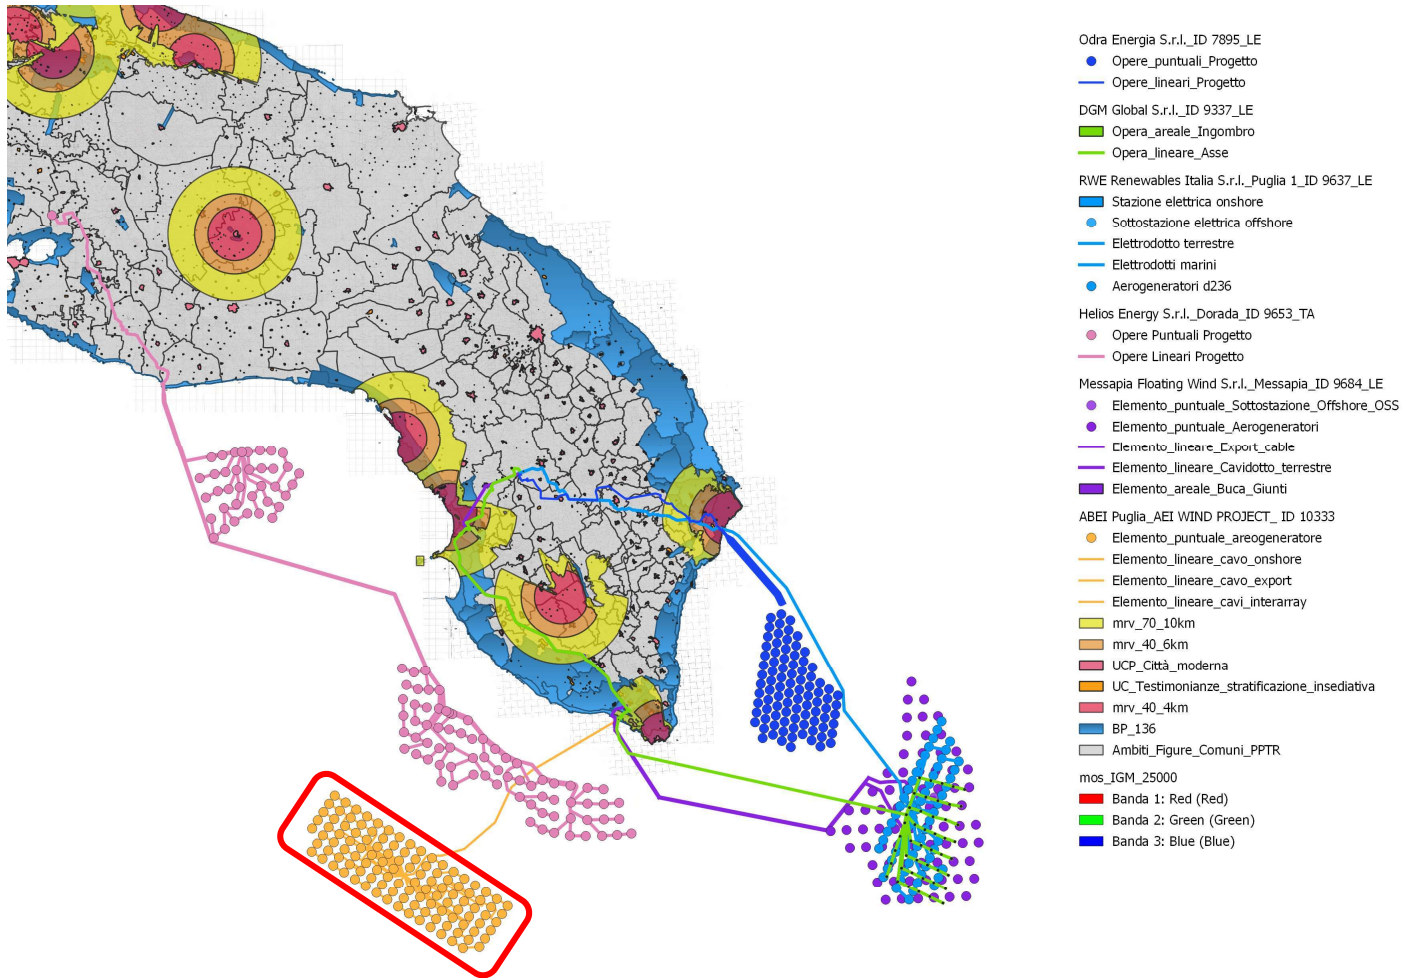 Odra Energia S.r.l._ID 7895_LE
Opere_puntuali_Progetto
Opere_lineari_Progetto
DGM Global S.r.l._ID 9337_LE
Opera_areale_Ingombro
Opera_lineare_Asse
RWE Renewables Italia S.r.l._Puglia 1_ID 9637_LE
Stazione elettrica onshore
Sottostazione elettrica offshore
Elettrodotto terrestre
Elettrodotti marini
Aerogeneratori d236
Helios Energy S.r.l._Dorada_ID 9653_TA
Opere Puntuali Progetto
Opere Lineari Progetto
Messapia Floating Wind S.r.l._Messapia_ID 9684_LE
Elemento_puntuale_Sottostazione_Offshore_OSS
Elemento_puntuale_Aerogeneratori
Elemento_lineare_Export_cable
Elemento_lineare_Cavidotto_terrestre
Elemento_areale_Buca_Giunti
ABEI Puglia_AEI WIND PROJECT_ ID 10333
Elemento_puntuale_areogeneratore
Elemento_lineare_cavo_onshore
Elemento_lineare_cavo_export
Elemento_lineare_cavi_interarray
mrv_70_10km
mrv_40_6km
UCP_Città_moderna
UC_Testimonianze_stratificazione_insediativa
mrv_40_4km
BP_136
Ambiti_Figure_Comuni_PPTR
mos_IGM_25000
Banda 1: Red (Red)
Banda 2: Green (Green)
Banda 3: Blue (Blue)